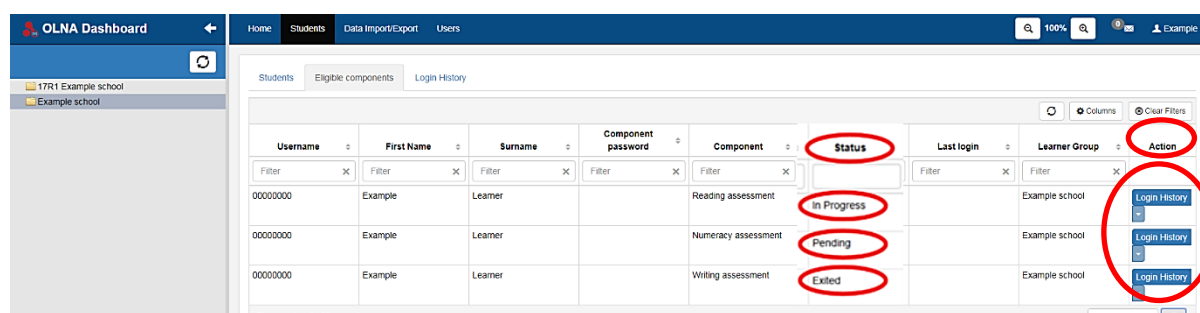 OLNA Dashboard
Home Students Data Import/Export Users
100%
0
Example
17R1 Example school
Example school
Students Eligible components Login History
Columns Clear Filters
Username First Name Surname Component password Component Status Last login Learner Group Action
Filter Filter Filter Filter Filter Filter Filter
00000000 Example Learner Reading assessment In Progress Example school Login History
00000000 Example Learner Numeracy assessment Pending Example school Login History
00000000 Example Learner Writing assessment Exited Example school Login History